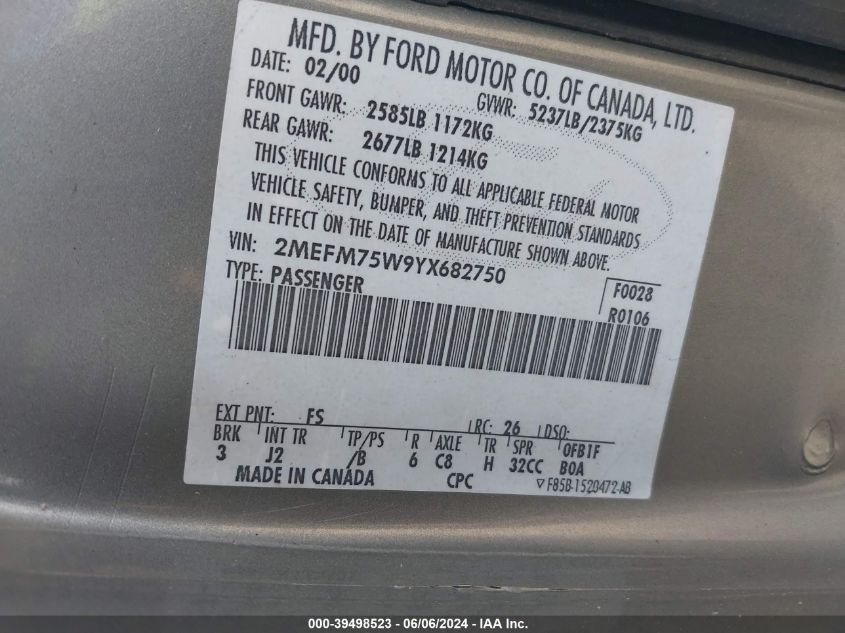 MFD. BY FORD MOTOR CO. OF CANADA, LTD.
DATE: 02/00 GVWR: 5237LB/2375KG
FRONT GAWR: 2585LB 1172KG
REAR GAWR: 2677LB 1214KG
THIS VEHICLE CONFORMS TO ALL APPLICABLE FEDERAL MOTOR
VEHICLE SAFETY, BUMPER, AND THEFT PREVENTION STANDARDS
IN EFFECT ON THE DATE OF MANUFACTURE SHOWN ABOVE.
VIN: 2MEFM75W9YX682750
TYPE: PASSENGER
F0028
R0106
EXT PNT: FS RC: 26 DSO:
BRK INT TR TP/PS R AXLE TR SPR OFB1F
3 J2 /B 6 C8 H 32CC BOA
MADE IN CANADA CPC ▽ F85B-1520472-AB
000-39498523 - 06/06/2024 - IAA Inc.